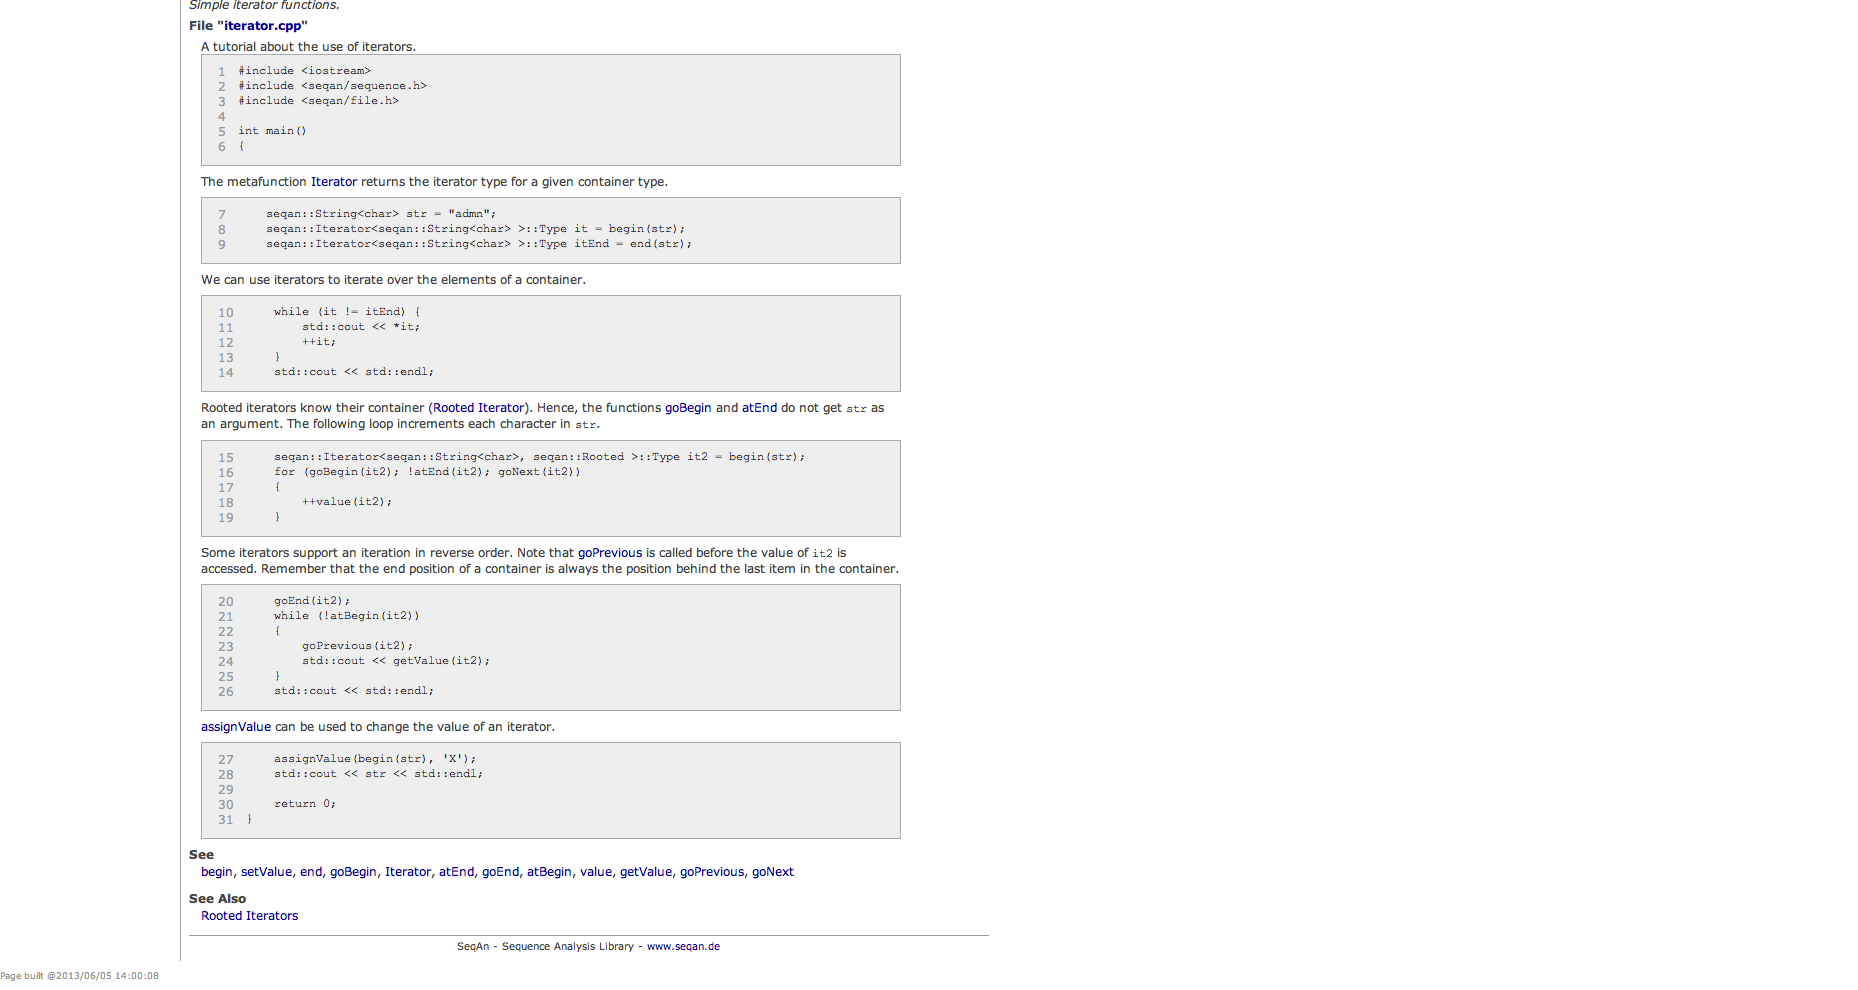 Simple iterator functions.
File "iterator.cpp"
A tutorial about the use of iterators.
1 #include <iostream>
2 #include <seqan/sequence.h>
3 #include <seqan/file.h>
4
5 int main()
6 {
The metafunction Iterator returns the iterator type for a given container type.
7     seqan::String<char> str = "admn";
8     seqan::Iterator<seqan::String<char> >::Type it = begin(str);
9     seqan::Iterator<seqan::String<char> >::Type itEnd = end(str);
We can use iterators to iterate over the elements of a container.
10     while (it != itEnd) {
11         std::cout << *it;
12         ++it;
13     }
14     std::cout << std::endl;
Rooted iterators know their container (Rooted Iterator). Hence, the functions goBegin and atEnd do not get str as
an argument. The following loop increments each character in str.
15     seqan::Iterator<seqan::String<char>, seqan::Rooted >::Type it2 = begin(str);
16     for (goBegin(it2); !atEnd(it2); goNext(it2))
17     {
18         ++value(it2);
19     }
Some iterators support an iteration in reverse order. Note that goPrevious is called before the value of it2 is
accessed. Remember that the end position of a container is always the position behind the last item in the container.
20     goEnd(it2);
21     while (!atBegin(it2))
22     {
23         goPrevious(it2);
24         std::cout << getValue(it2);
25     }
26     std::cout << std::endl;
assignValue can be used to change the value of an iterator.
27     assignValue(begin(str), 'X');
28     std::cout << str << std::endl;
29
30     return 0;
31 }
See
begin, setValue, end, goBegin, Iterator, atEnd, goEnd, atBegin, value, getValue, goPrevious, goNext
See Also
Rooted Iterators
SeqAn - Sequence Analysis Library - www.seqan.de
Page built @2013/06/05 14:00:08